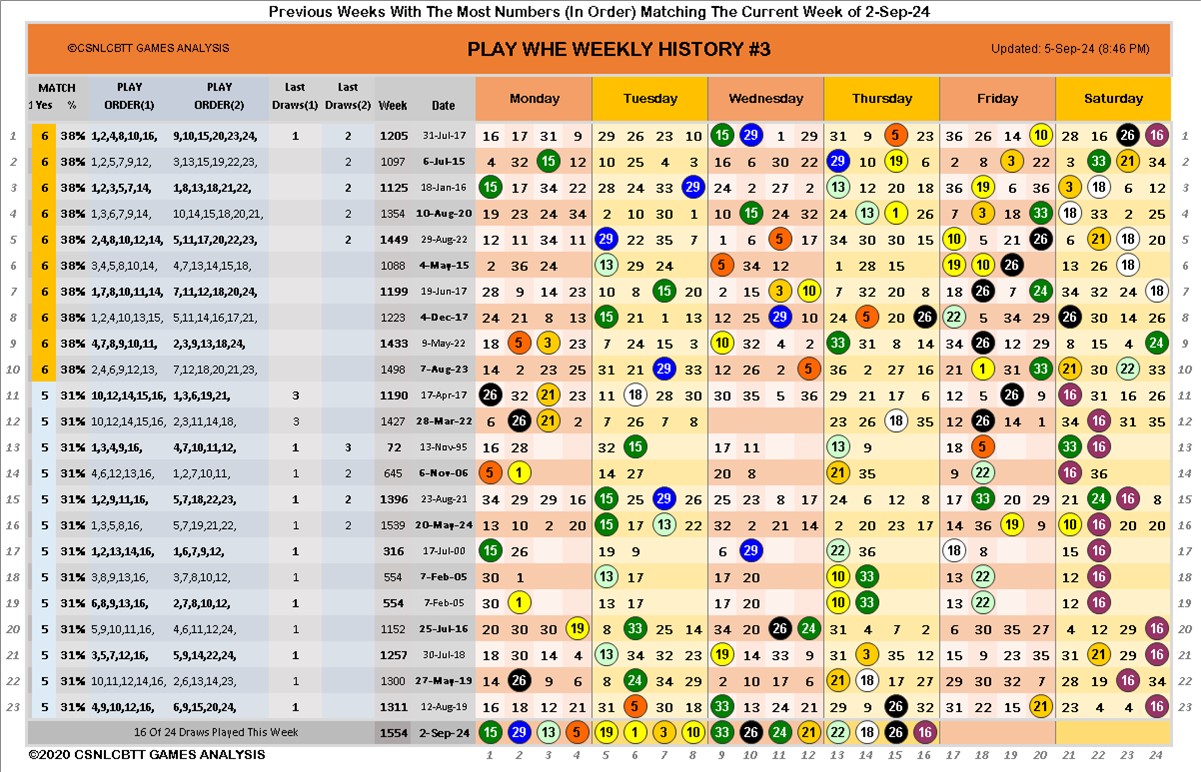 Previous Weeks With The Most Numbers (In Order) Matching The Current Week of 2-Sep-24
©CSNLCBTT GAMES ANALYSIS PLAY WHE WEEKLY HISTORY #3 Updated: 5-Sep-24 (8:46 PM)
MATCH PLAY PLAY Last Last
1 Yes % ORDER(1) ORDER(2) Draws(1) Draws(2) Week Date Monday Tuesday Wednesday Thursday Friday Saturday
1 6 38% 1,2,4,8,10,16, 9,10,15,20,23,24, 1 2 1205 31-Jul-17 16 17 31 9 29 26 23 10 15 29 1 29 31 9 5 23 36 26 14 10 28 16 26 16 1
2 6 38% 1,2,5,7,9,12, 3,13,15,19,22,23, 2 1097 6-Jul-15 4 32 15 12 10 25 4 3 16 6 30 22 29 10 19 6 2 8 3 22 3 33 21 34 2
3 6 38% 1,2,3,5,7,14, 1,8,13,18,21,22, 2 1125 18-Jan-16 15 17 34 22 28 24 33 29 24 2 27 2 13 12 20 18 36 19 6 36 3 18 6 12 3
4 6 38% 1,3,6,7,9,14, 10,14,15,18,20,21, 2 1354 10-Aug-20 19 23 24 34 2 10 30 1 10 15 24 32 24 13 1 26 7 3 18 33 18 33 2 25 4
5 6 38% 2,4,8,10,12,14, 5,11,17,20,22,23, 2 1449 29-Aug-22 12 11 34 11 29 22 35 7 1 6 5 17 34 30 30 15 10 5 21 26 6 21 18 20 5
6 6 38% 3,4,5,8,10,14, 4,7,13,14,15,18, 1088 4-May-15 2 36 24 13 29 24 5 34 12 1 28 15 19 10 26 13 26 18 6
7 6 38% 1,7,8,10,11,14, 7,11,12,18,20,24, 1199 19-Jun-17 28 9 14 23 10 8 15 20 2 15 3 10 7 32 20 8 18 26 7 24 34 32 24 18 7
8 6 38% 1,2,4,10,13,15, 5,11,14,16,17,21, 1223 4-Dec-17 24 21 8 13 15 21 1 13 12 25 29 10 24 5 20 26 22 5 34 29 26 30 14 26 8
9 6 38% 4,7,8,9,10,11, 2,3,9,13,18,24, 1433 9-May-22 18 5 3 23 7 24 15 3 10 32 4 2 33 31 8 14 34 26 12 29 8 15 4 24 9
10 6 38% 2,4,6,9,12,13, 7,12,18,20,21,23, 1498 7-Aug-23 14 2 23 25 31 21 29 33 12 26 2 5 36 2 27 16 21 1 31 33 21 30 22 33 10
11 5 31% 10,12,14,15,16, 1,3,6,19,21, 3 1190 17-Apr-17 26 32 21 23 11 18 28 30 30 35 5 36 29 21 17 6 12 5 26 9 16 31 16 26 11
12 5 31% 10,12,14,15,16, 2,3,11,14,18, 3 1427 28-Mar-22 6 26 21 2 7 26 7 8 23 26 18 35 12 26 14 1 34 16 31 35 12
13 5 31% 1,3,4,9,16, 4,7,10,11,12, 1 3 72 13-Nov-95 16 28 32 15 17 11 13 9 18 5 33 16 13
14 5 31% 4,6,12,13,16, 1,2,7,10,11, 1 2 645 6-Nov-06 5 1 14 27 20 8 21 35 9 22 16 36 14
15 5 31% 1,2,9,11,16, 5,7,18,22,23, 1 2 1396 23-Aug-21 34 29 29 16 15 25 29 26 25 23 8 17 24 6 12 8 17 33 20 29 21 24 16 8 15
16 5 31% 1,3,5,8,16, 5,7,19,21,22, 1 2 1539 20-May-24 13 10 2 20 15 17 13 22 32 2 21 14 2 20 23 17 14 36 19 9 10 16 20 20 16
17 5 31% 1,2,13,14,16, 1,6,7,9,12, 1 316 17-Jul-00 15 26 19 9 6 29 22 36 18 8 15 16 17
18 5 31% 3,8,9,13,16, 3,7,8,10,12, 1 554 7-Feb-05 30 1 13 17 17 20 10 33 13 22 12 16 18
19 5 31% 6,8,9,13,16, 2,7,8,10,12, 1 554 7-Feb-05 30 1 13 17 17 20 10 33 13 22 12 16 19
20 5 31% 5,9,10,11,16, 4,6,11,12,24, 1 1152 25-Jul-16 20 30 30 19 8 33 25 14 34 20 26 24 31 4 7 2 6 30 35 27 4 12 29 16 20
21 5 31% 3,5,7,12,16, 5,9,14,22,24, 1 1257 30-Jul-18 18 30 14 4 13 34 32 23 19 14 33 9 31 3 35 12 15 9 23 35 31 21 29 16 21
22 5 31% 10,11,12,14,16, 2,6,13,14,23, 1 1300 27-May-19 14 26 9 6 8 24 34 29 2 10 17 6 21 18 17 27 29 30 32 7 28 19 16 34 22
23 5 31% 4,9,10,12,16, 6,9,15,20,24, 1 1311 12-Aug-19 16 18 12 21 31 5 30 18 33 13 24 21 29 9 26 32 31 22 15 21 23 4 4 16 23
16 Of 24 Draws Played This Week 1554 2-Sep-24 15 29 13 5 19 1 3 10 33 26 24 21 22 18 26 16
©2020 CSNLCBTT GAMES ANALYSIS 1 2 3 4 5 6 7 8 9 10 11 12 13 14 15 16 17 18 19 20 21 22 23 24